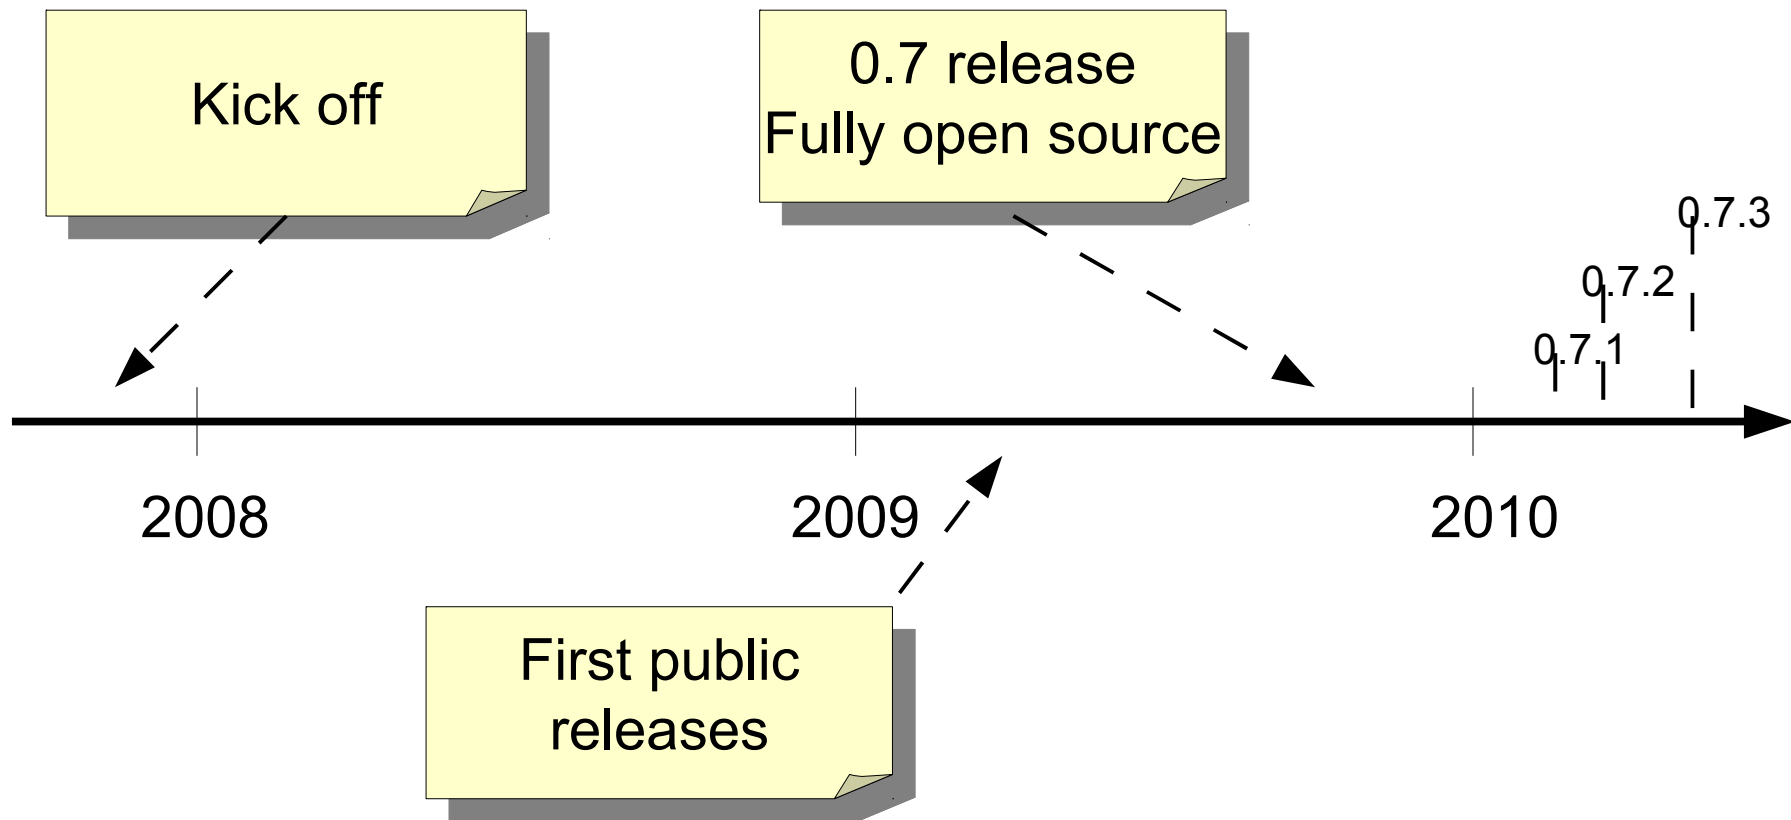 Kick off
0.7 release
Fully open source
0.7.3
0.7.2
0.7.1
2008
2009
2010
First public
releases